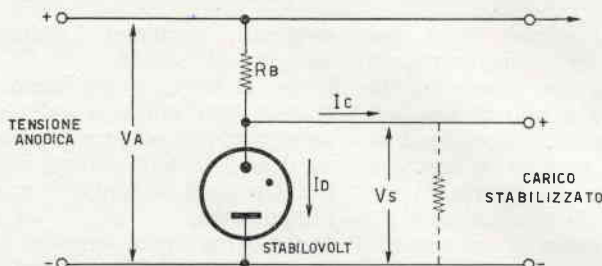 +
RB
IC
+
TENSIONE
ANODICA
VA
ID
VS
CARICO
STABILIZZATO
STABILOVOLT
-
-